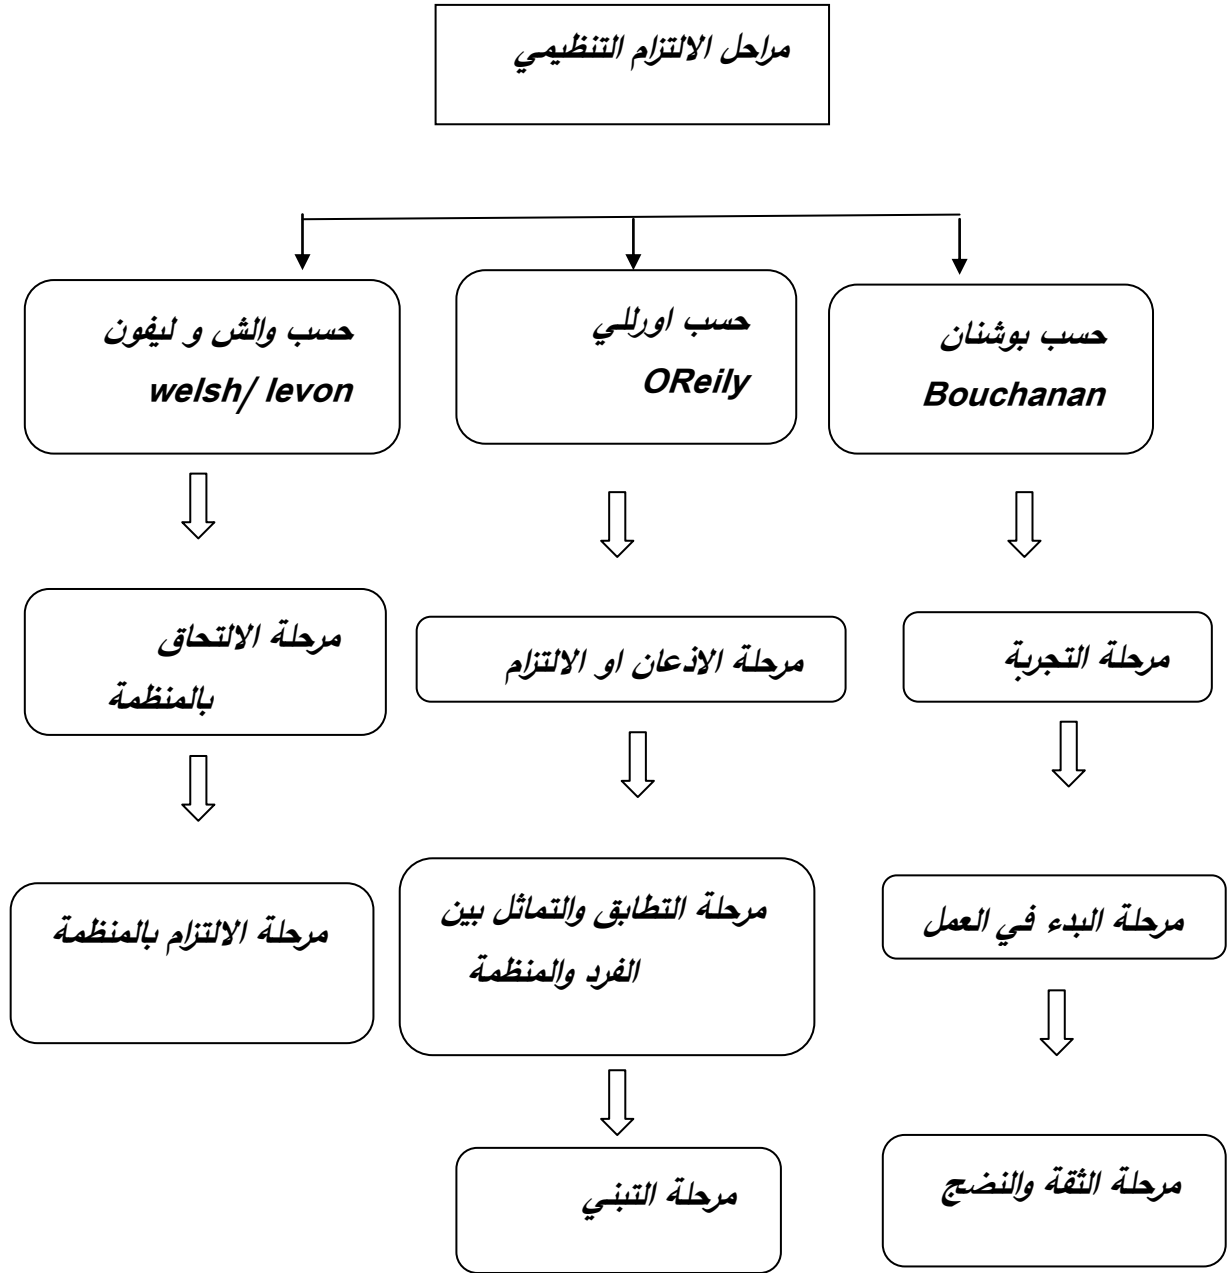 مراحل الالتزام التنظيمي
حسب بوشنان
Bouchanan
حسب اورللي
OReily
حسب والش و ليفون
welsh/ levon
مرحلة التجربة
مرحلة الاذعان او الالتزام
مرحلة الالتحاق
بالمنظمة
مرحلة البدء في العمل
مرحلة التطابق والتماثل بين
الفرد والمنظمة
مرحلة الالتزام بالمنظمة
مرحلة الثقة والنضج
مرحلة التبني